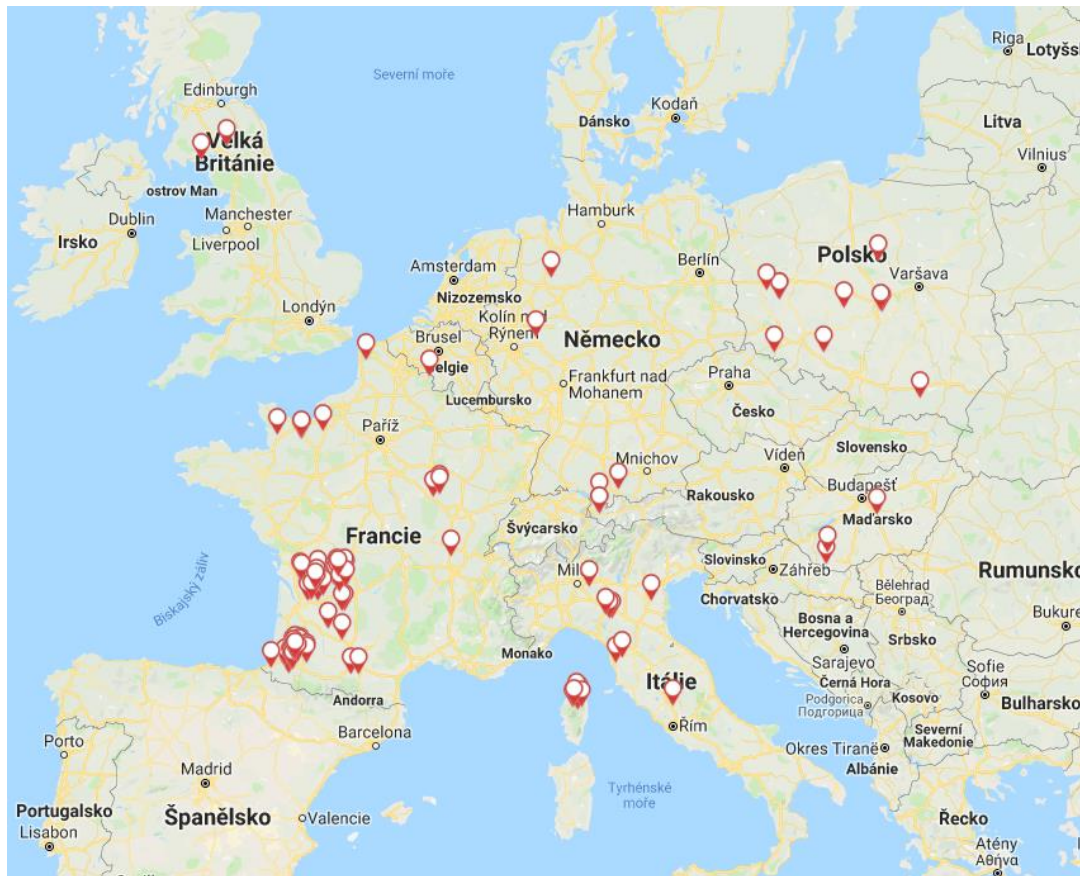 Riga
Lotyšs
Edinburgh
Severní moře
Kodaň
Dánsko
Litva
Velká
Británie
Vilnius
ostrov Man
Hamburk
Dublin
Manchester
Irsko
Liverpool
Polsko
Amsterdam
Berlín
Varšava
Nizozemsko
Londýn
Kolín nad
Rýnem
Brusel
Německo
elgie
Praha
Frankfurt nad
Mohanem
Lucembursko
Česko
Paříž
Slovensko
Mnichov
Vídeň
Budapešť
Rakousko
Maďarsko
Francie
Švýcarsko
Slovinsko
Záhřeb
Mil
Rumunsko
Biskajský záliv
Chorvatsko
Bělehrad
Београд
Bosna a
Hercegovina
Bukure
Srbsko
Monako
Sarajevo
Sofie
София
Itálie
Černá Hora
Kosovo
Andorra
Podgorica
Подгорица
Bulharsko
Řím
Severní
Makedonie
Porto
Barcelona
Okres Tiranë
Albánie
Madrid
Tyrhénské
moře
Portugalsko
Španělsko
Valencie
Řecko
Lisabon
Atény
Αθήνα